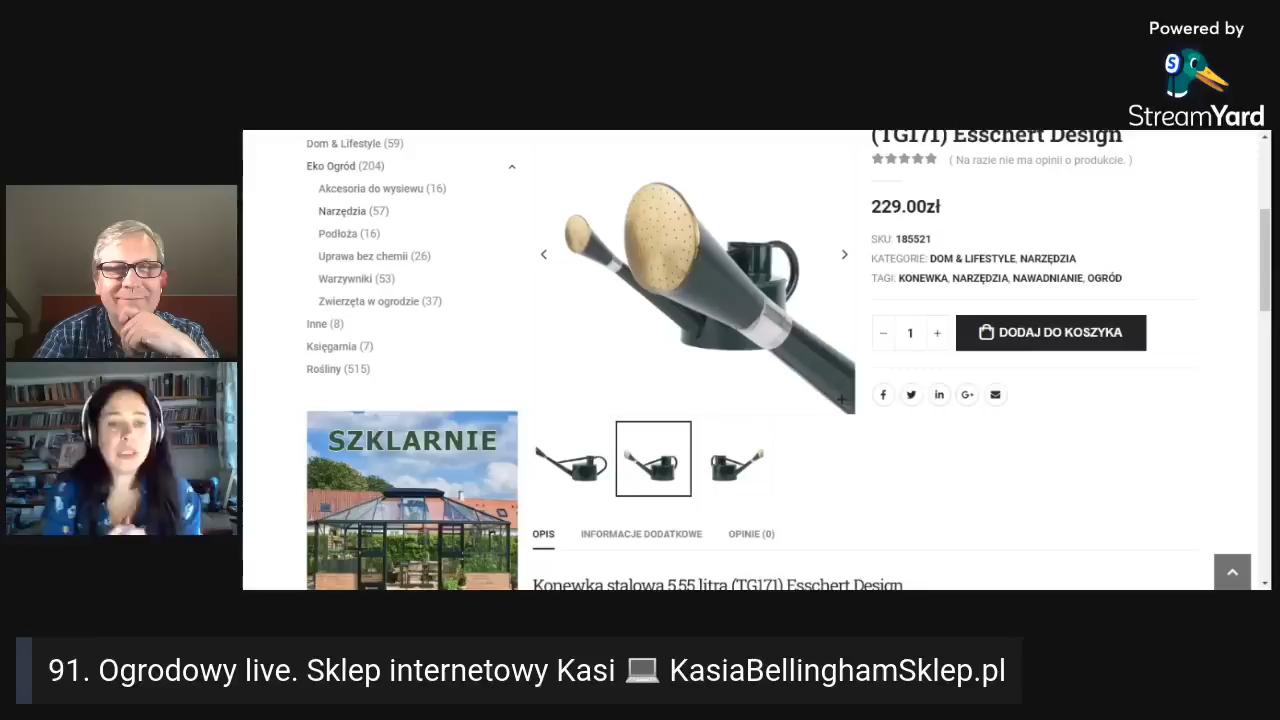 Powered by
StreamYard
Dom & Lifestyle (59)
Eko Ogród (204)
Akcesoria do wysiewu (16)
Narzędzia (57)
Podłoża (16)
Uprawa bez chemii (26)
Warzywniki (53)
Zwierzęta w ogrodzie (37)
Inne (8)
Księgarnia (7)
Rośliny (515)
SZKLARNIE
(TG171) Esschert Design
( Na razie nie ma opinii o produkcie. )
229.00zł
SKU: 185521
KATEGORIE: DOM & LIFESTYLE, NARZĘDZIA
TAGI: KONEWKA, NARZĘDZIA, NAWADNIANIE, OGRÓD
− 1 + DODAJ DO KOSZYKA
OPIS INFORMACJE DODATKOWE OPINIE (0)
Konewka stalowa 5,55 litra (TG171) Esschert Design
91. Ogrodowy live. Sklep internetowy Kasi 💻 KasiaBellinghamSklep.pl